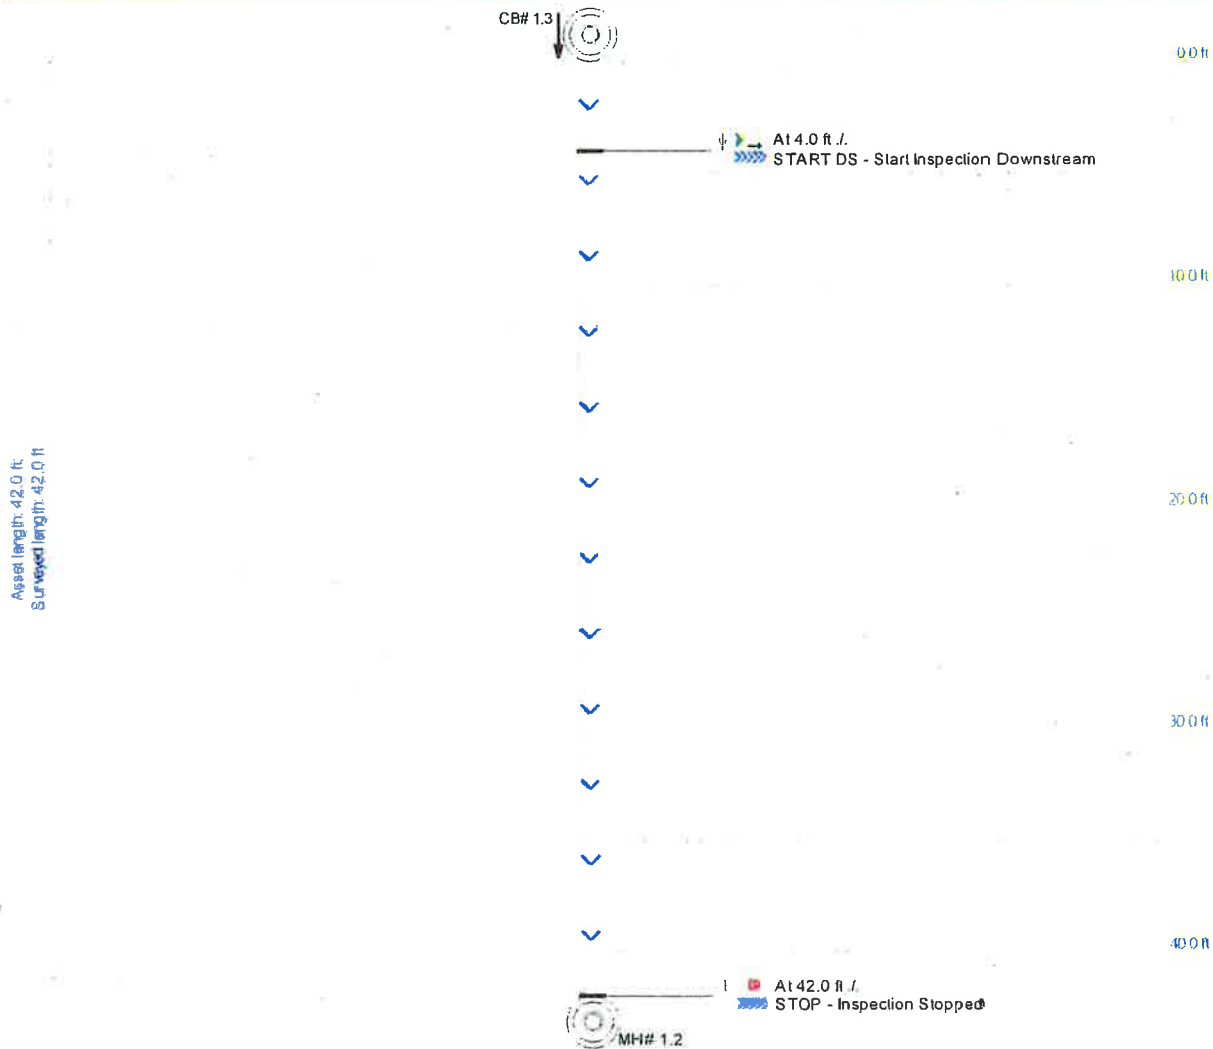 CB# 1.3
0.0 ft
At 4.0 ft ./.
START DS - Start Inspection Downstream
10.0 ft
Asset length: 42.0 ft
Surveyed length: 42.0 ft
20.0 ft
30.0 ft
40.0 ft
At 42.0 ft ./.
STOP - Inspection Stopped
MH# 1.2